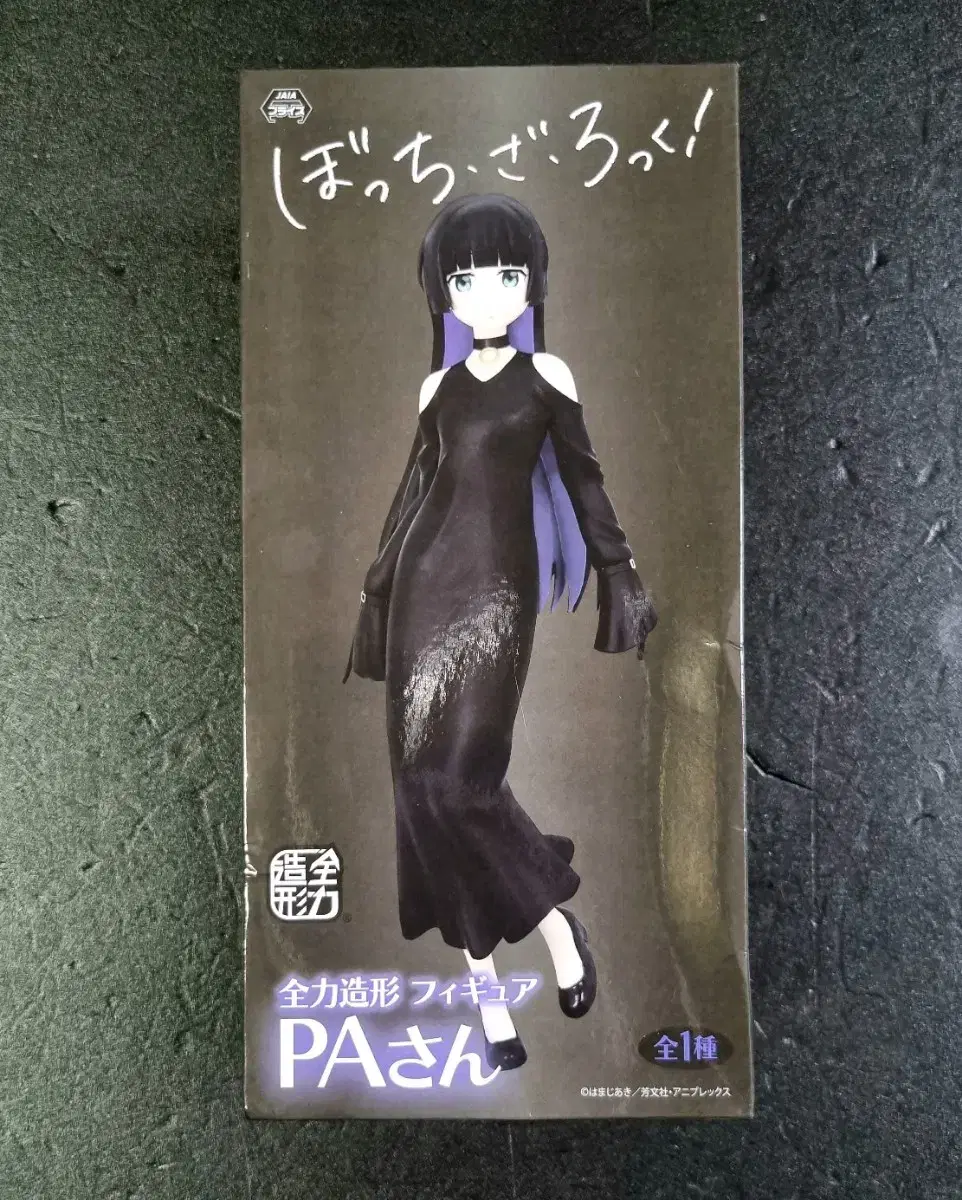 JAIA
プライズ
ぼっち・ざ・ろっく!
全力造形
®
全力造形 フィギュア
PAさん
全1種
©はまじあき/芳文社・アニプレックス